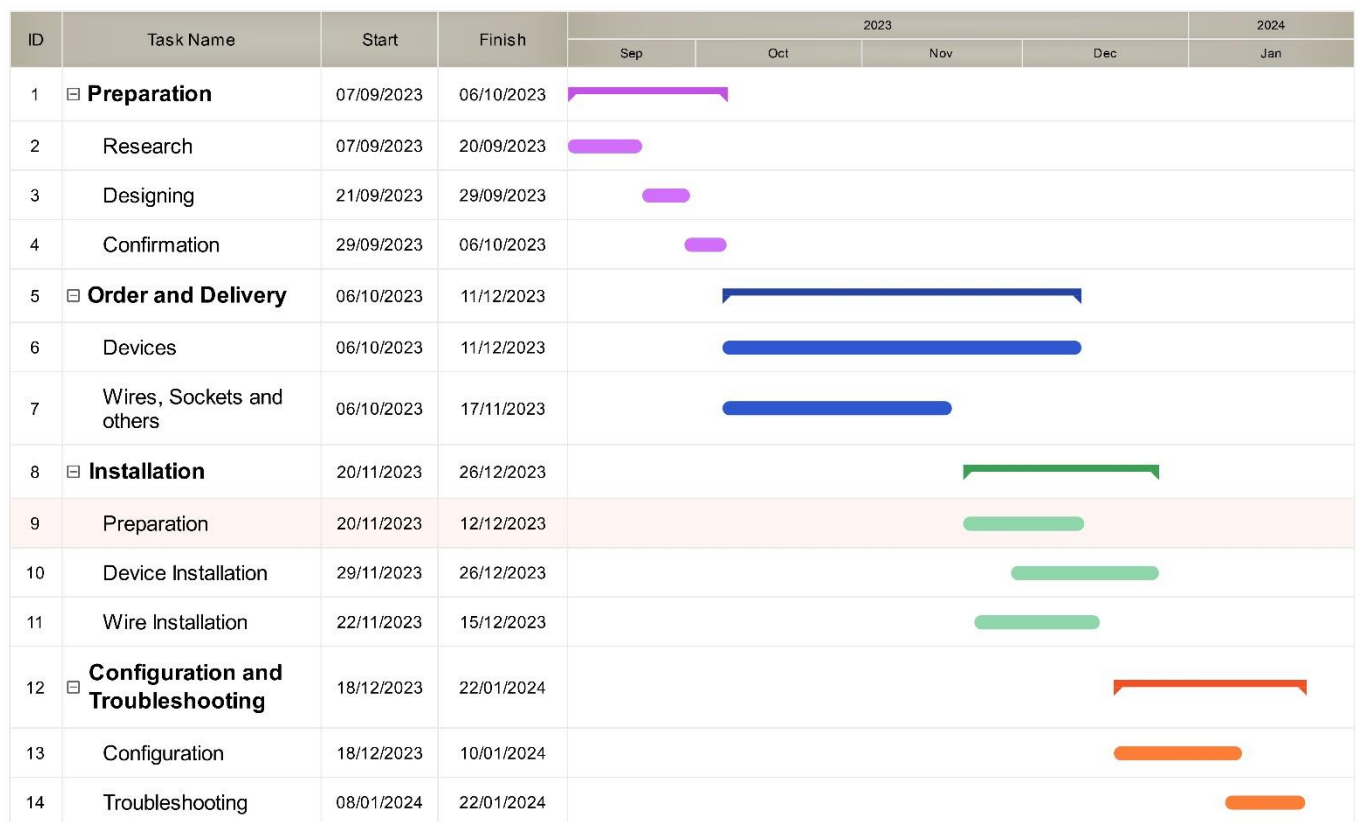 ID Task Name Start Finish 2023 2024
Sep Oct Nov Dec Jan
1 Preparation 07/09/2023 06/10/2023
2 Research 07/09/2023 20/09/2023
3 Designing 21/09/2023 29/09/2023
4 Confirmation 29/09/2023 06/10/2023
5 Order and Delivery 06/10/2023 11/12/2023
6 Devices 06/10/2023 11/12/2023
7 Wires, Sockets and
others 06/10/2023 17/11/2023
8 Installation 20/11/2023 26/12/2023
9 Preparation 20/11/2023 12/12/2023
10 Device Installation 29/11/2023 26/12/2023
11 Wire Installation 22/11/2023 15/12/2023
12 Configuration and
Troubleshooting 18/12/2023 22/01/2024
13 Configuration 18/12/2023 10/01/2024
14 Troubleshooting 08/01/2024 22/01/2024